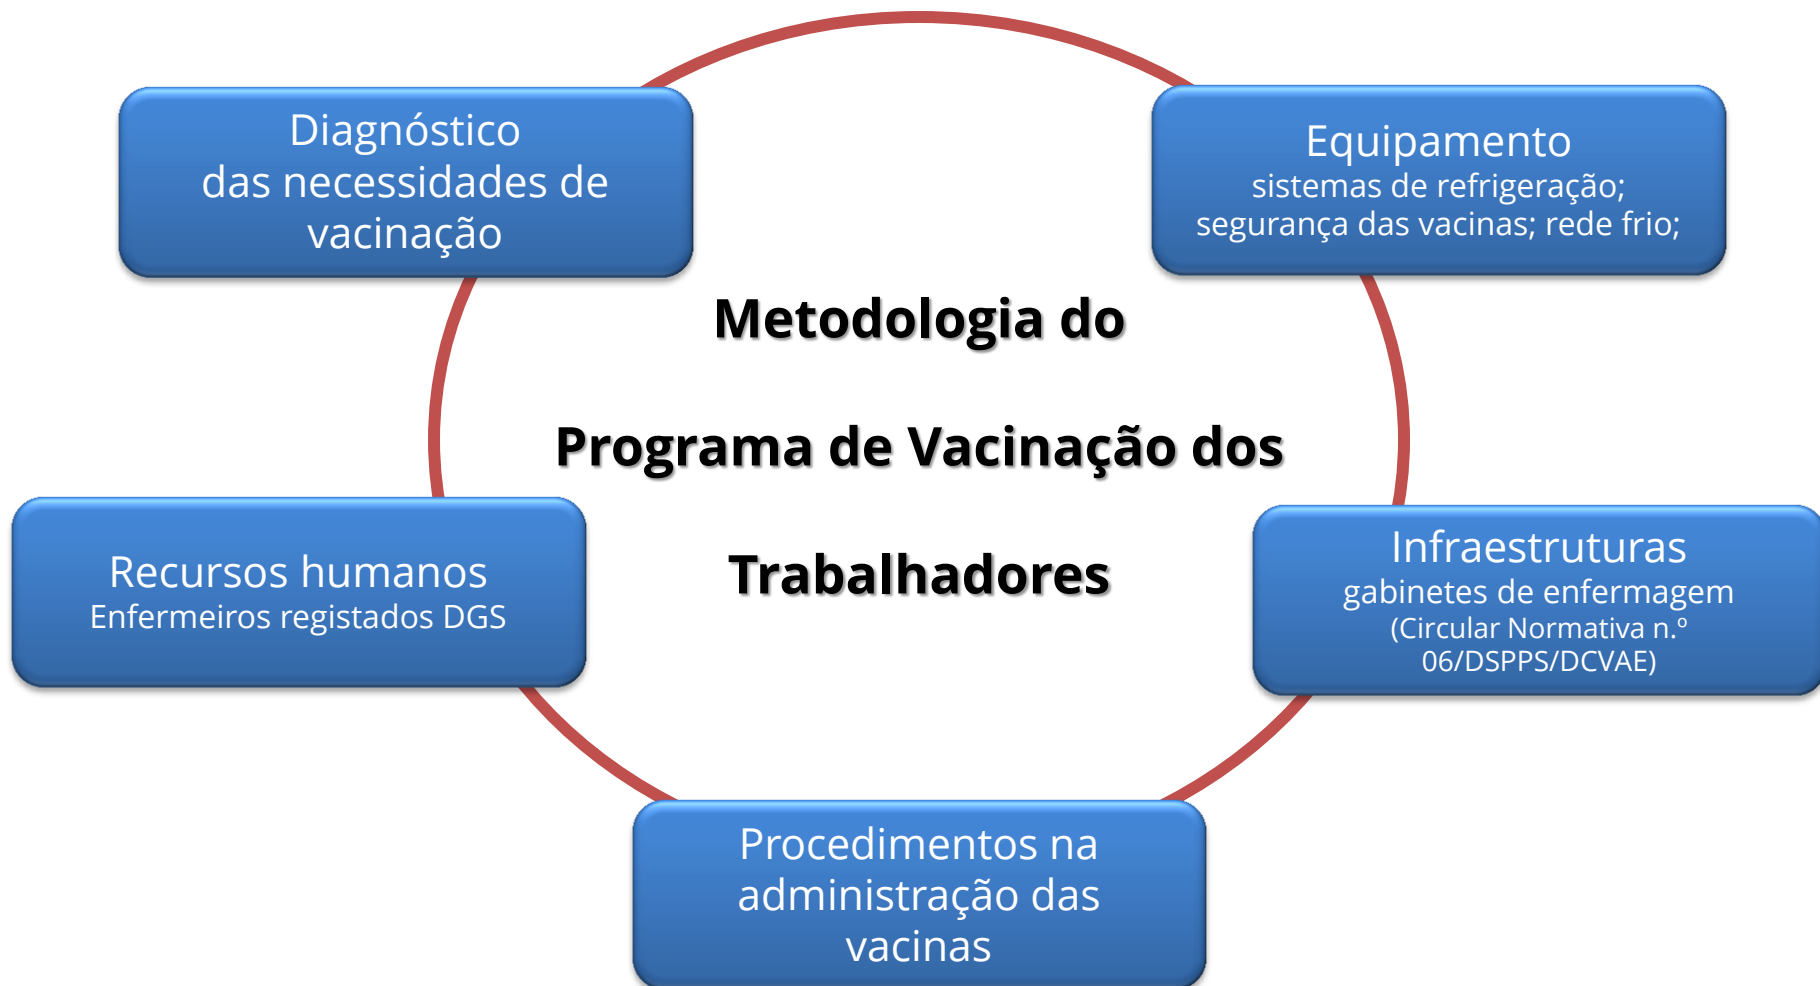 Diagnóstico
das necessidades de
vacinação
Equipamento
sistemas de refrigeração;
segurança das vacinas; rede frio;
Metodologia do
Programa de Vacinação dos
Trabalhadores
Recursos humanos
Enfermeiros registados DGS
Infraestruturas
gabinetes de enfermagem
(Circular Normativa n.º
06/DSPPS/DCVAE)
Procedimentos na
administração das
vacinas